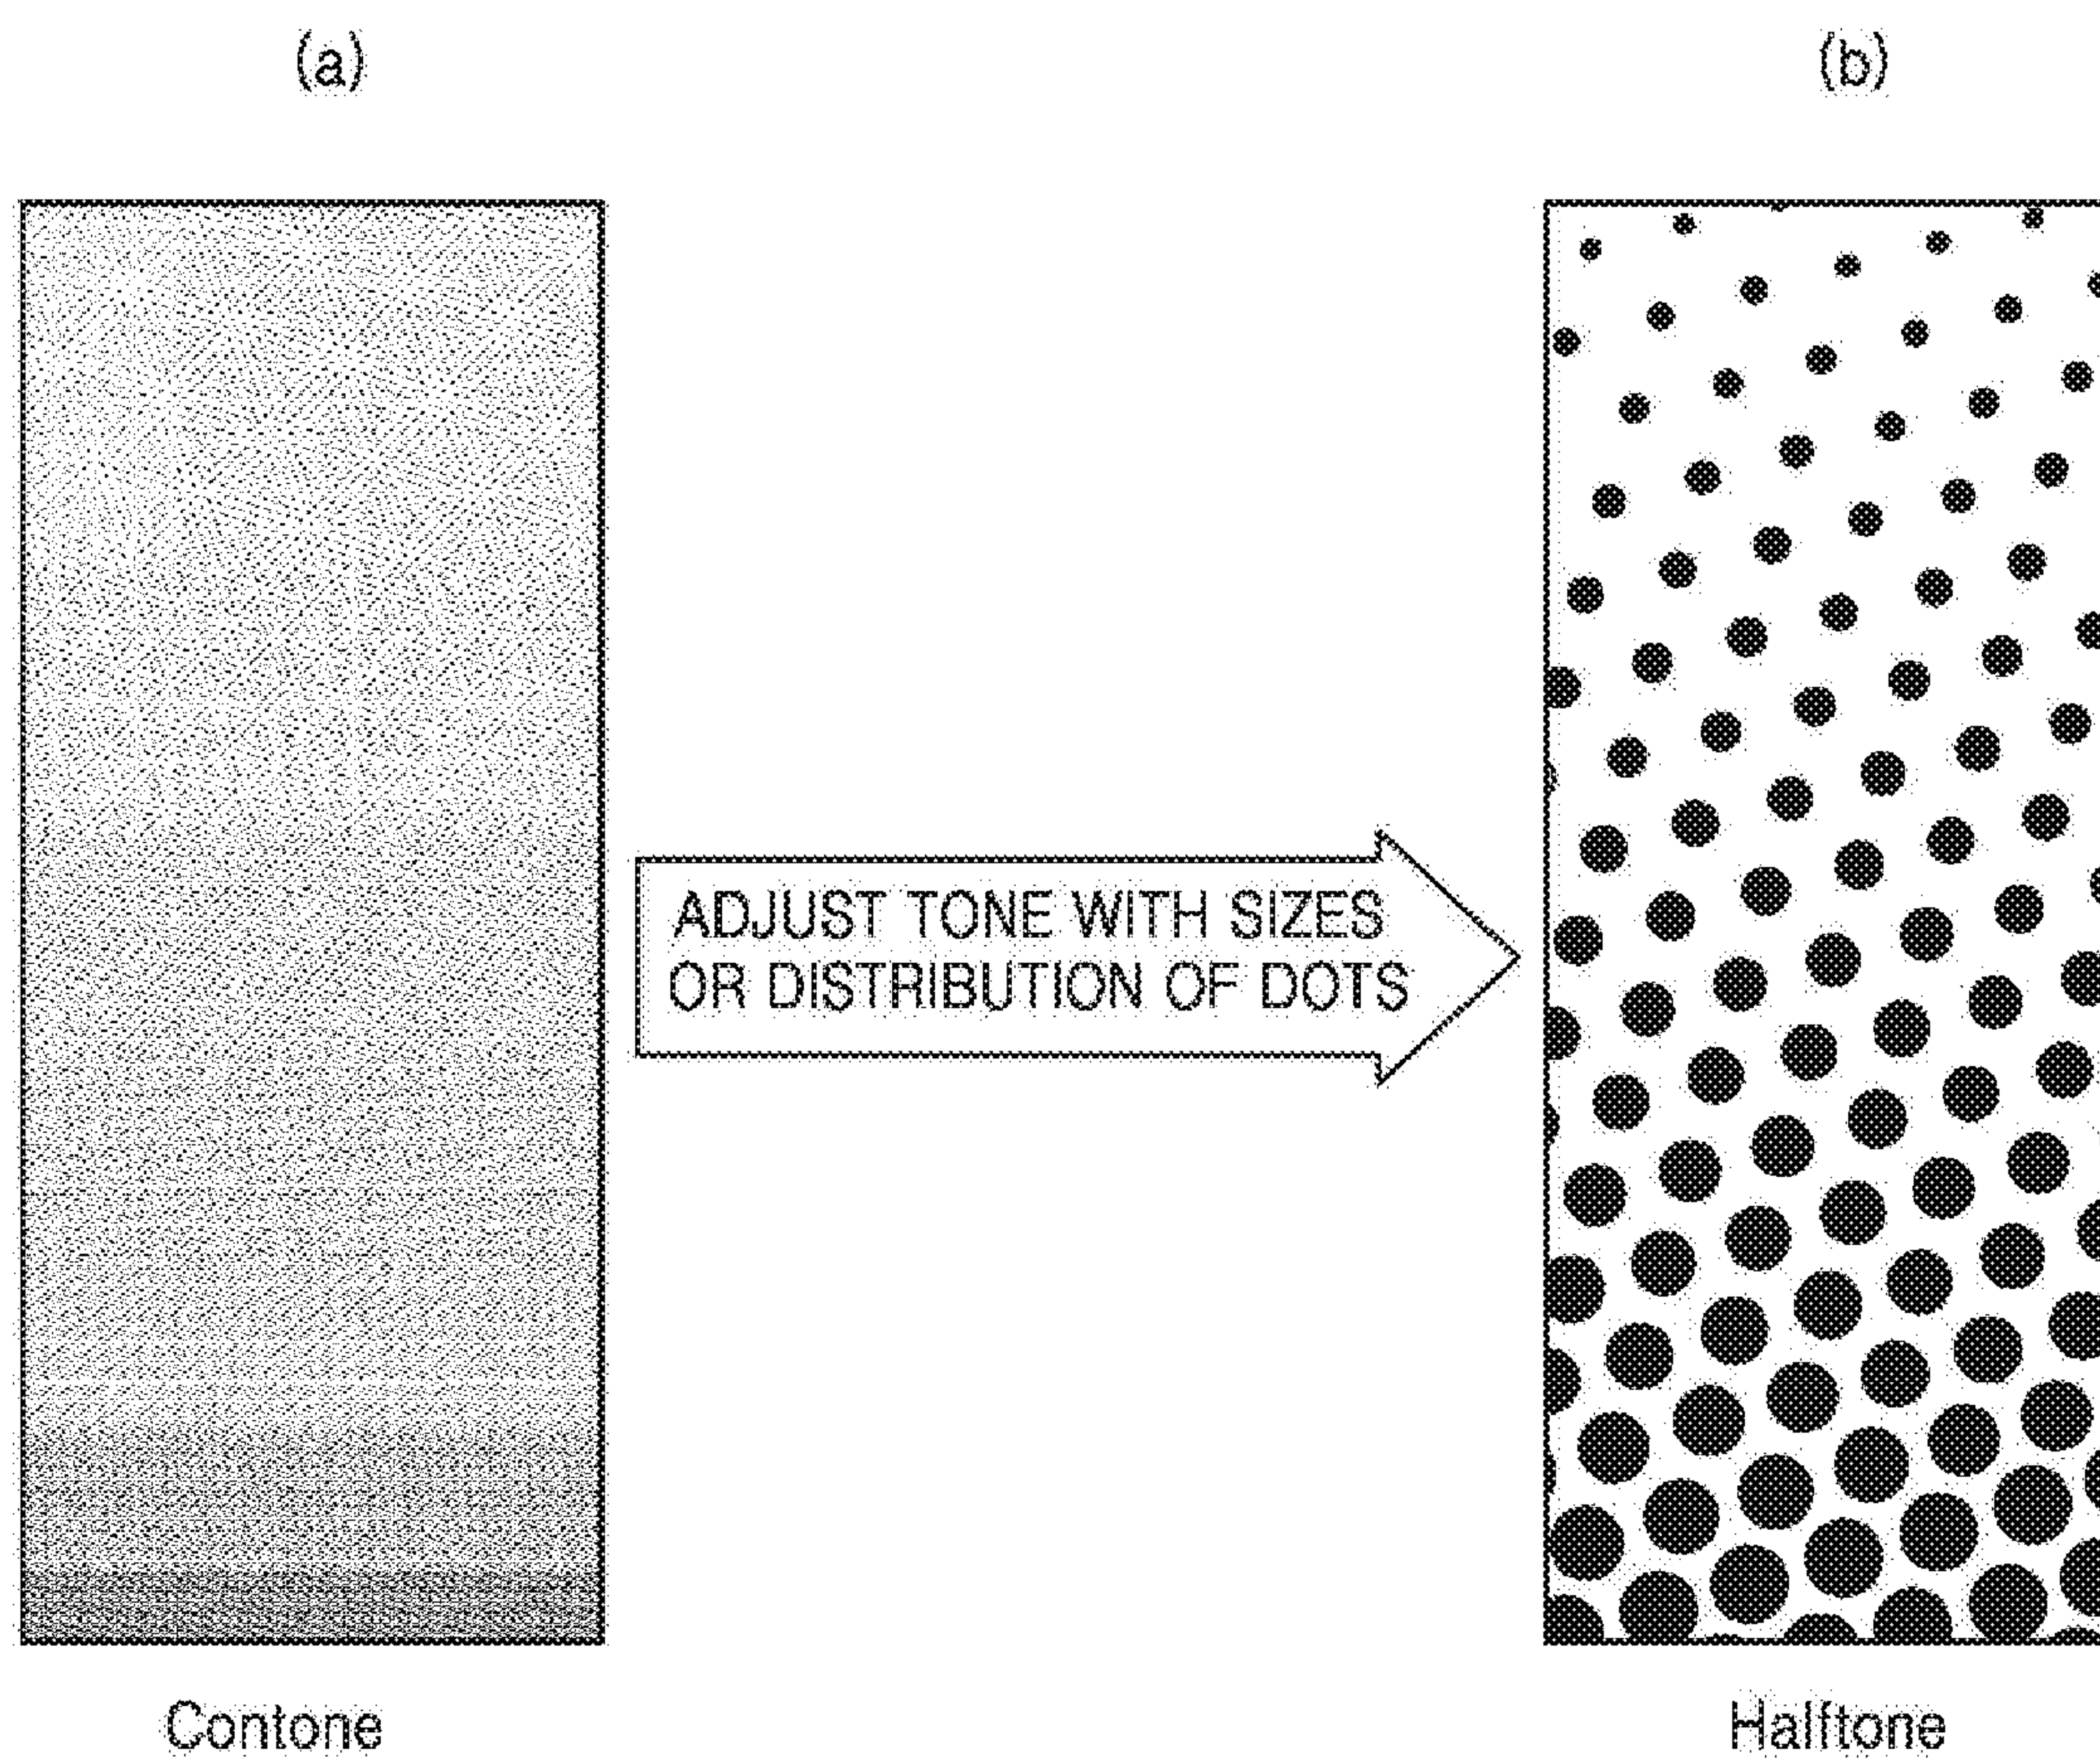 (a)
(b)
ADJUST TONE WITH SIZES
OR DISTRIBUTION OF DOTS
Contone
Halftone